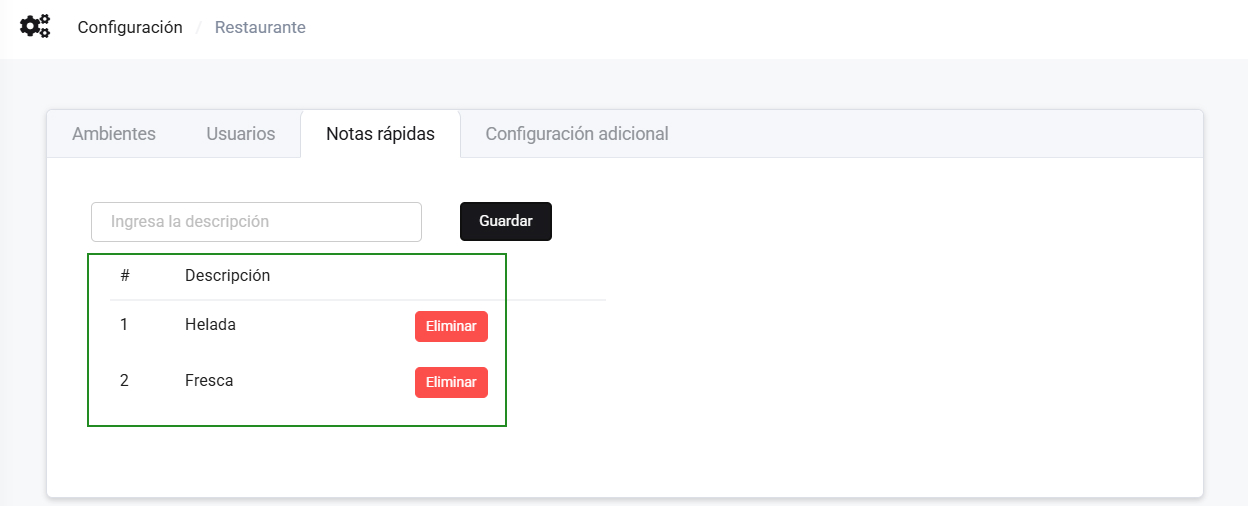 Configuración / Restaurante
Ambientes Usuarios Notas rápidas Configuración adicional
Ingresa la descripción Guardar
# Descripción
1 Helada Eliminar
2 Fresca Eliminar